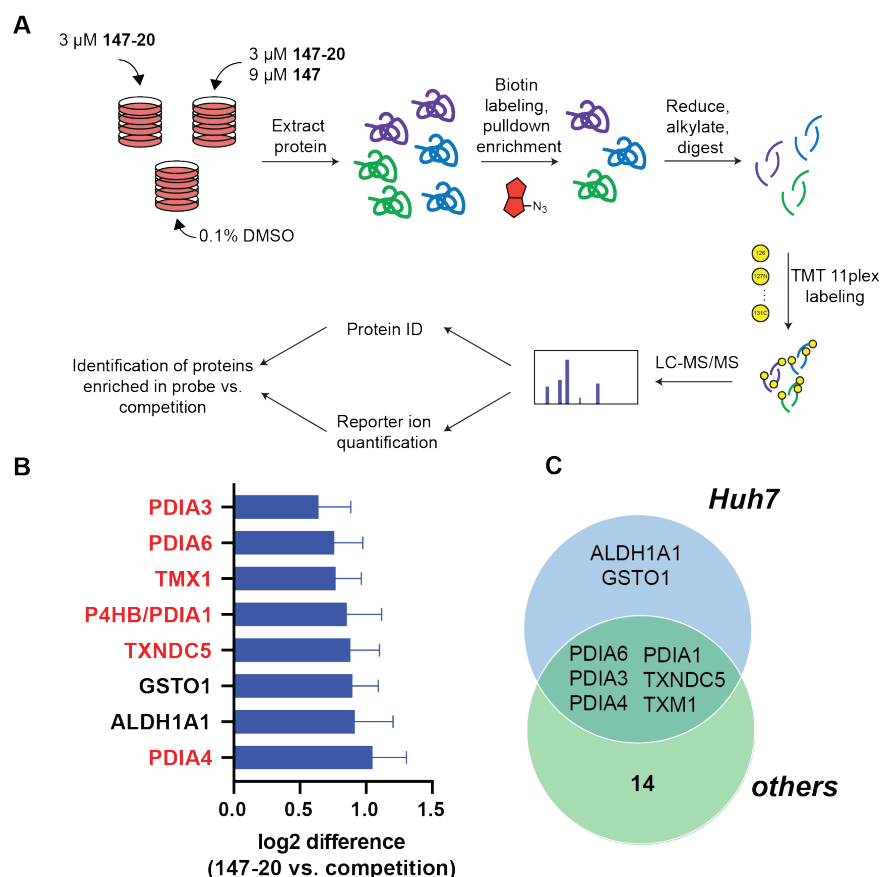 A
3 µM 147-20
3 µM 147-20
9 µM 147
0.1% DMSO
Extract
protein
Biotin
labeling,
pulldown
enrichment
N3
Reduce,
alkylate,
digest
126
127N
131C
TMT 11plex
labeling
LC-MS/MS
Protein ID
Reporter ion
quantification
Identification of proteins
enriched in probe vs.
competition
B
PDIA3
PDIA6
TMX1
P4HB/PDIA1
TXNDC5
GSTO1
ALDH1A1
PDIA4
0.0 0.5 1.0 1.5
log2 difference
(147-20 vs. competition)
C
Huh7
ALDH1A1
GSTO1
PDIA6 PDIA1
PDIA3 TXNDC5
PDIA4 TXM1
14
others